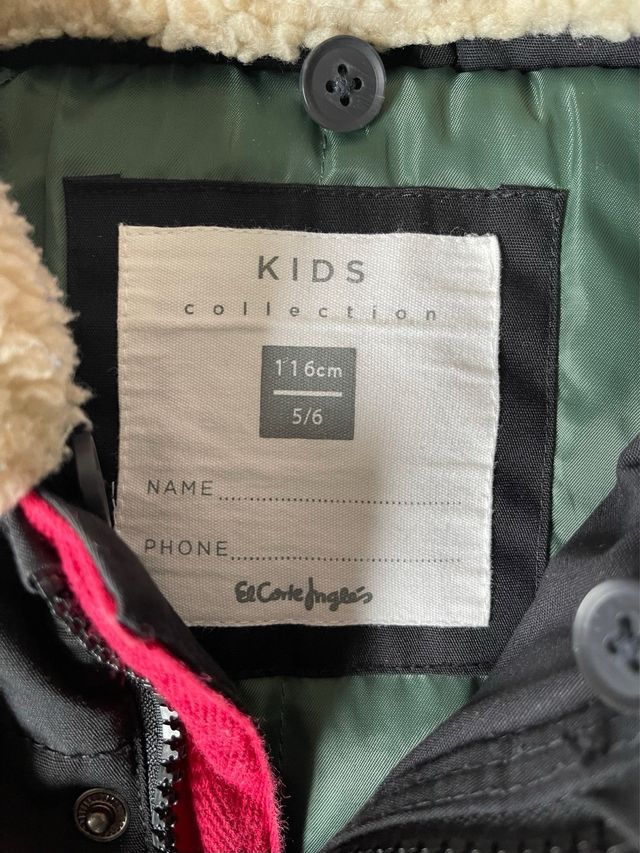 KIDS
collection
116cm
5/6
NAME
PHONE
El Corte Inglés